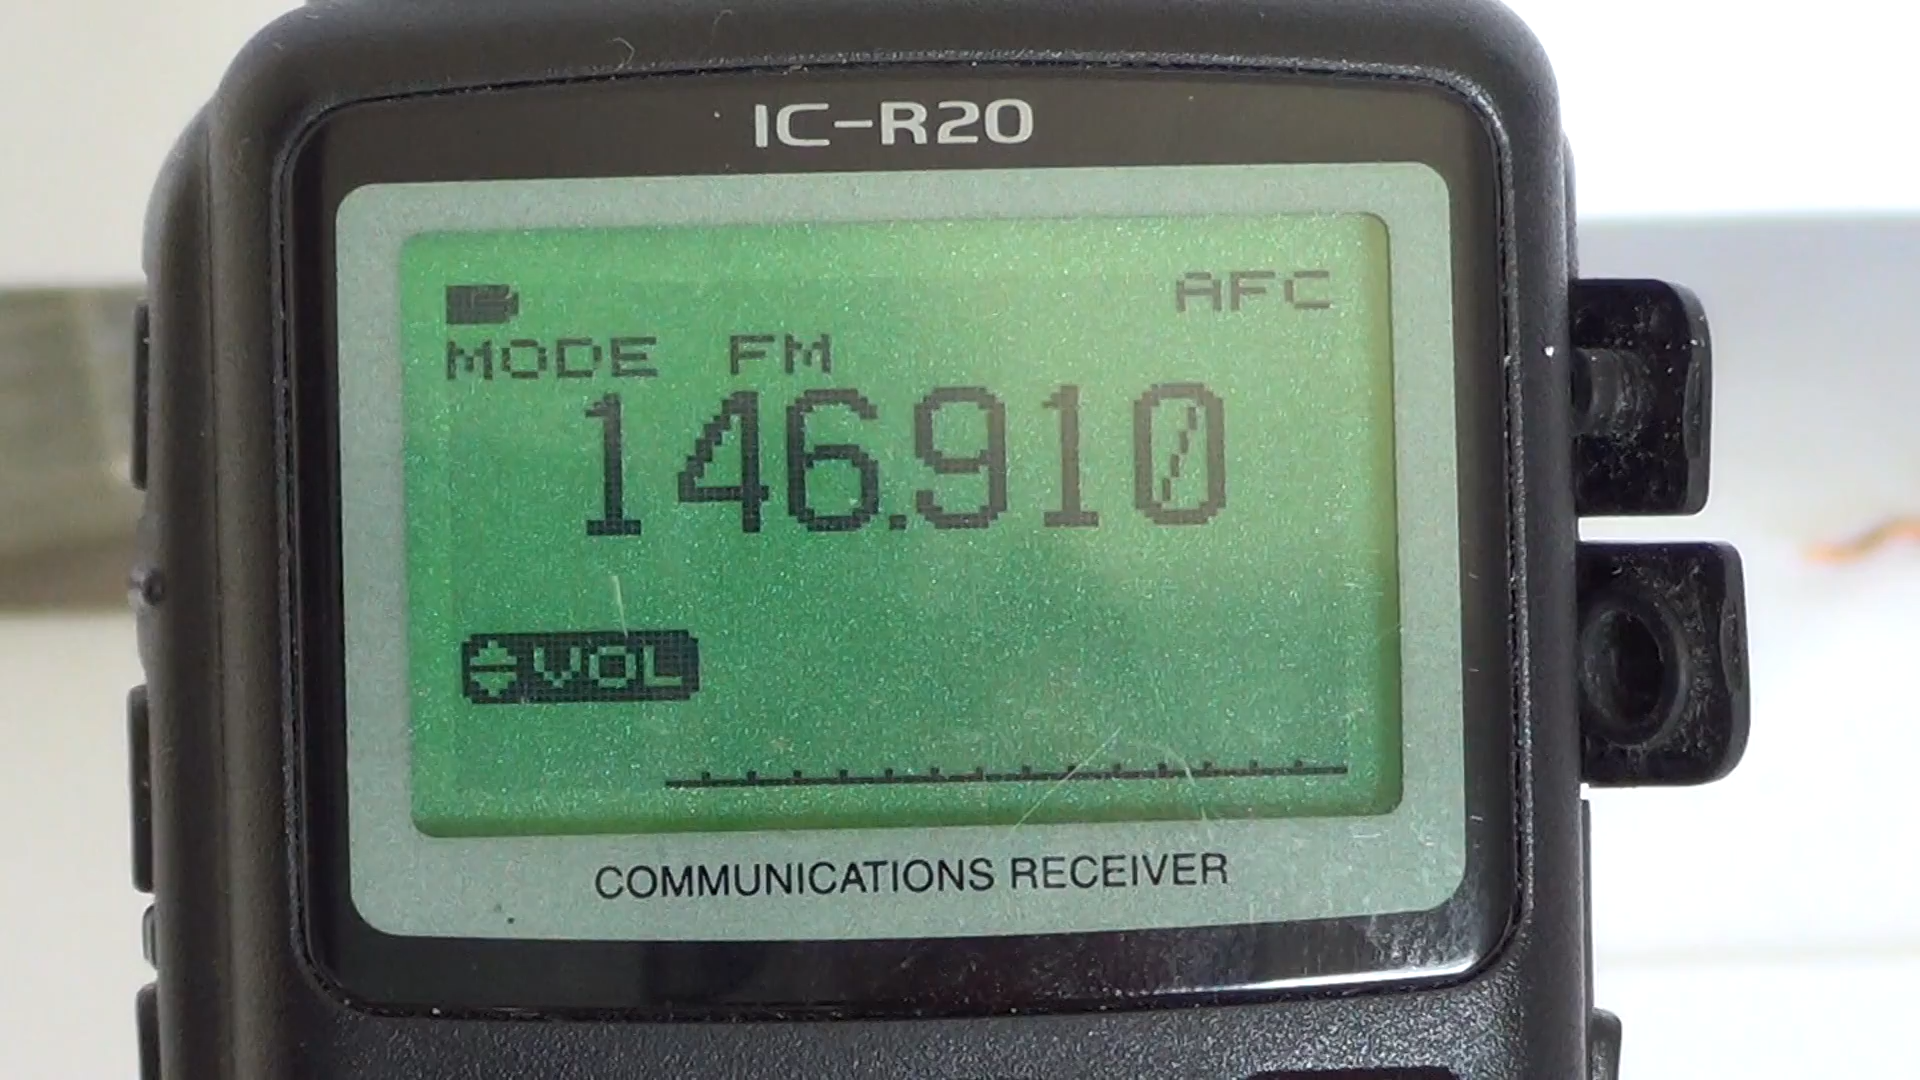 IC-R20
AFC
MODE FM
146.910
VOL
COMMUNICATIONS RECEIVER